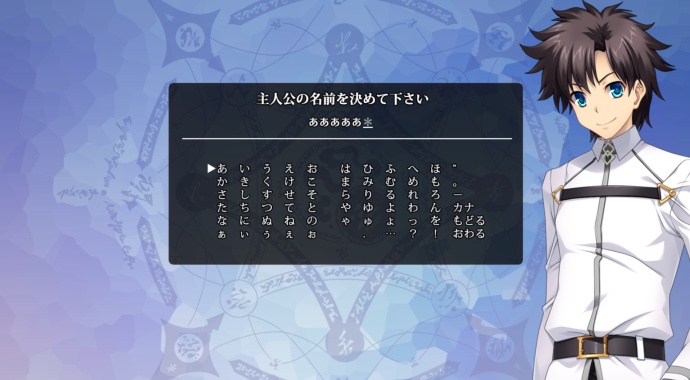 主人公の名前を決めて下さい
あああああ＊
▶あ い う え お は ひ ふ へ ほ ”
か き く け こ ま み む め も 。
さ し す せ そ ら り る れ ろ ー
た ち つ て と や ゆ よ わ ん カナ
な に ぬ ね の ゃ ゅ ょ っ を もどる
ぁ ぃ ぅ ぇ ぉ ． … ？ ！ おわる